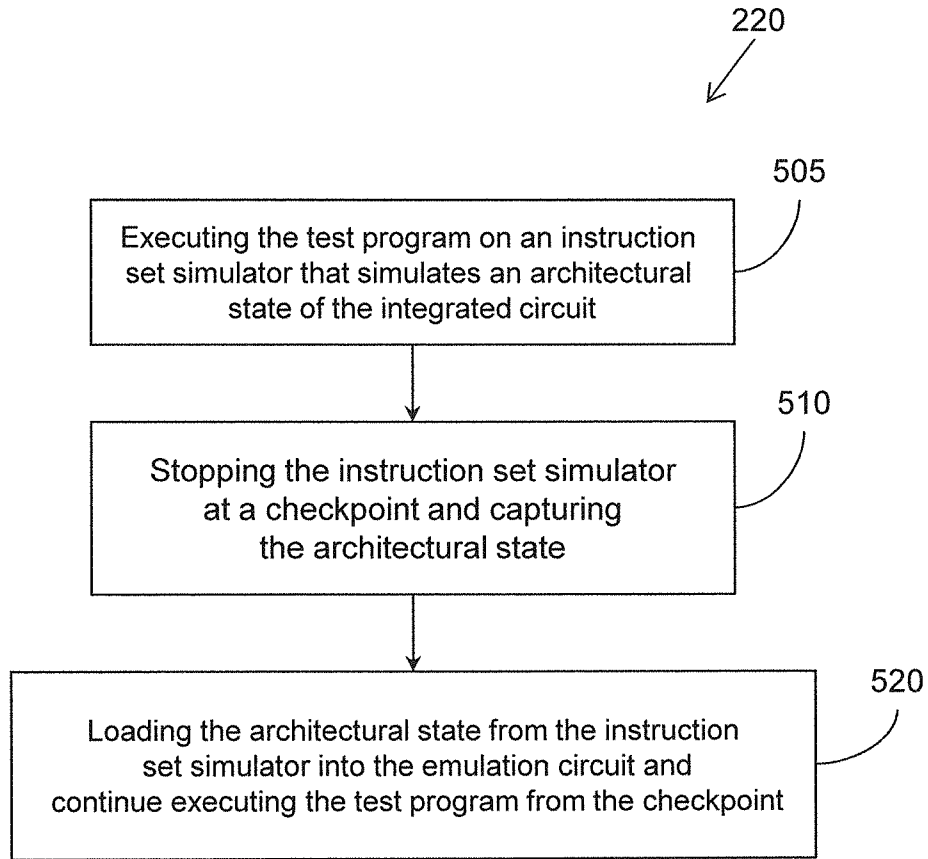 220
505
Executing the test program on an instruction
set simulator that simulates an architectural
state of the integrated circuit
510
Stopping the instruction set simulator
at a checkpoint and capturing
the architectural state
520
Loading the architectural state from the instruction
set simulator into the emulation circuit and
continue executing the test program from the checkpoint